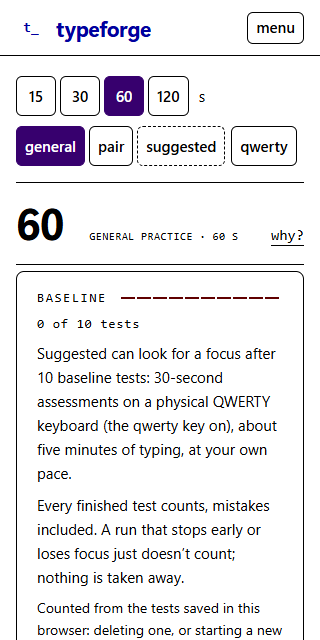 t_ typeforge menu
15 30 60 120 s
general pair suggested qwerty
60 GENERAL PRACTICE · 60 S why?
BASELINE
0 of 10 tests
Suggested can look for a focus after
10 baseline tests: 30-second
assessments on a physical QWERTY
keyboard (the qwerty key on), about
five minutes of typing, at your own
pace.
Every finished test counts, mistakes
included. A run that stops early or
loses focus just doesn't count;
nothing is taken away.
Counted from the tests saved in this
browser: deleting one, or starting a new